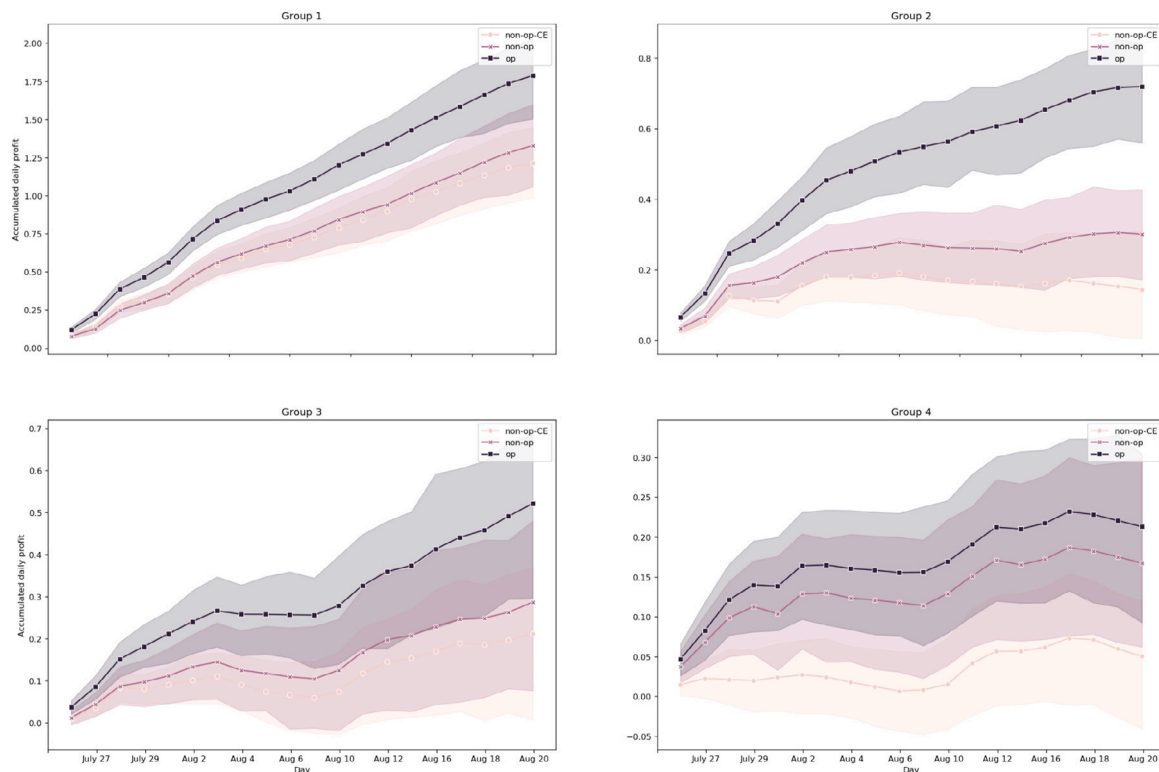 Group 1
non-op-CE
non-op
op
Accumulated daily profit
2.00
1.75
1.50
1.25
1.00
0.75
0.50
0.25
0.00
Group 2
non-op-CE
non-op
op
0.8
0.6
0.4
0.2
0.0
Group 3
non-op-CE
non-op
op
Accumulated daily profit
0.7
0.6
0.5
0.4
0.3
0.2
0.1
0.0
July 27 July 29 Aug 2 Aug 4 Aug 6 Aug 8 Aug 10 Aug 12 Aug 16 Aug 18 Aug 20
Day
Group 4
non-op-CE
non-op
op
0.30
0.25
0.20
0.15
0.10
0.05
0.00
−0.05
July 27 July 29 Aug 2 Aug 4 Aug 6 Aug 8 Aug 10 Aug 12 Aug 16 Aug 18 Aug 20
Day